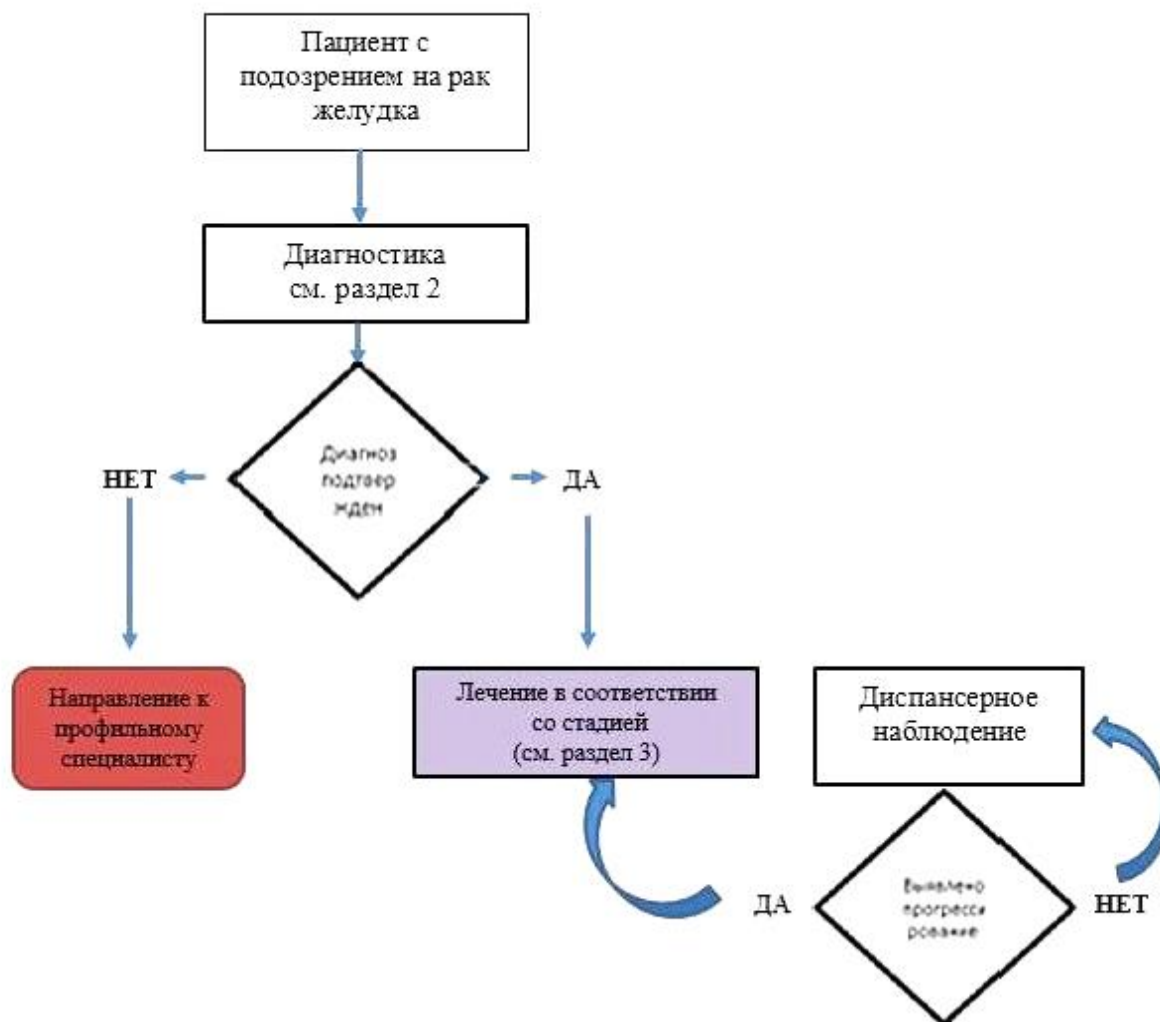 Пациент с
подозрением на рак
желудка
Диагностика
см. раздел 2
Диагноз
подтвер
жден
НЕТ
ДА
Направление к
профильному
специалисту
Лечение в соответствии
со стадией
(см. раздел 3)
Диспансерное
наблюдение
Выявлено
прогресси
рование
ДА
НЕТ